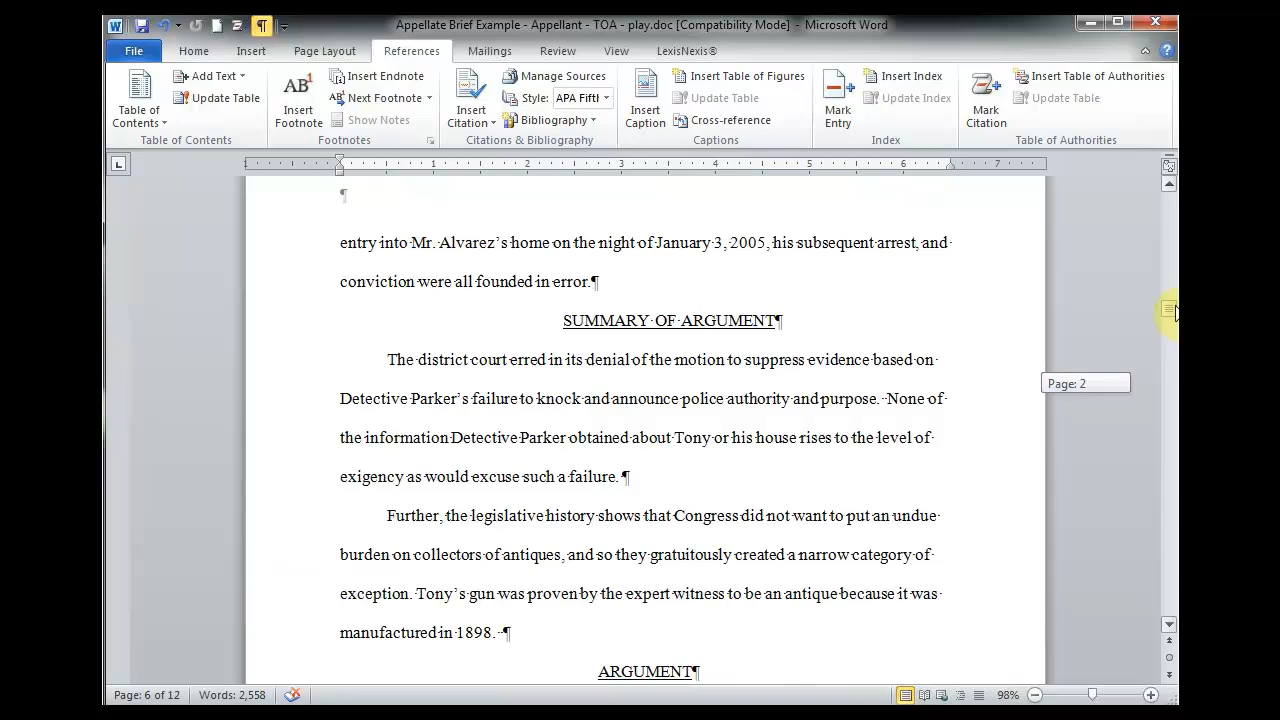 Appellate Brief Example - Appellant - TOA - play.doc [Compatibility Mode] - Microsoft Word
File Home Insert Page Layout References Mailings Review View LexisNexis®
Table of Contents Add Text Update Table Table of Contents
AB¹ Insert Footnote Insert Endnote Next Footnote Show Notes Footnotes
Insert Citation Manage Sources Style: APA Fiftl Bibliography Citations & Bibliography
Insert Caption Insert Table of Figures Update Table Cross-reference Captions
Mark Entry Insert Index Update Index Index
Mark Citation Insert Table of Authorities Update Table Table of Authorities
1 1 2 3 4 5 6 7
¶
entry into Mr. Alvarez's home on the night of January 3, 2005, his subsequent arrest, and
conviction were all founded in error.¶
SUMMARY OF ARGUMENT¶
The district court erred in its denial of the motion to suppress evidence based on
Detective Parker's failure to knock and announce police authority and purpose. None of
the information Detective Parker obtained about Tony or his house rises to the level of
exigency as would excuse such a failure. ¶
Further, the legislative history shows that Congress did not want to put an undue
burden on collectors of antiques, and so they gratuitously created a narrow category of
exception. Tony's gun was proven by the expert witness to be an antique because it was
manufactured in 1898. ¶
ARGUMENT¶
Page: 2
Page: 6 of 12 Words: 2,558 98%